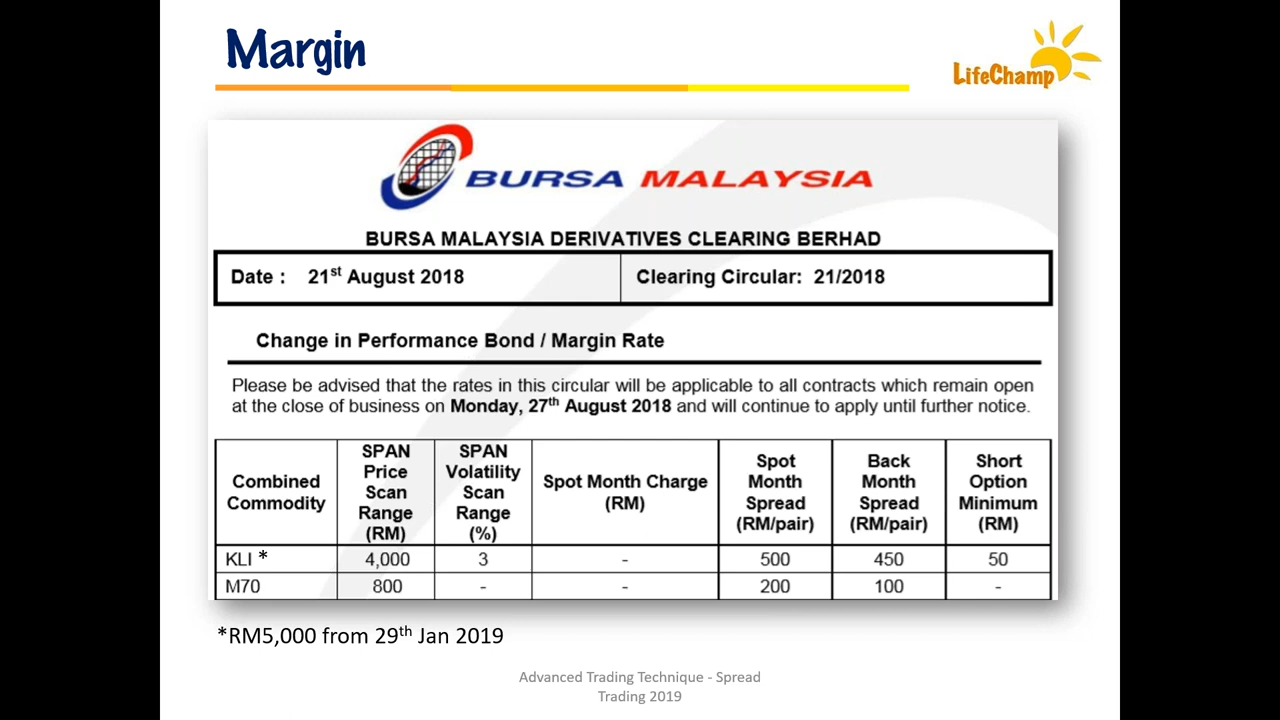 Margin
LifeChamp
BURSA MALAYSIA
BURSA MALAYSIA DERIVATIVES CLEARING BERHAD
Date : 21st August 2018 Clearing Circular: 21/2018
Change in Performance Bond / Margin Rate
Please be advised that the rates in this circular will be applicable to all contracts which remain open
at the close of business on Monday, 27th August 2018 and will continue to apply until further notice.
Combined Commodity SPAN Price Scan Range (RM) SPAN Volatility Scan Range (%) Spot Month Charge (RM) Spot Month Spread (RM/pair) Back Month Spread (RM/pair) Short Option Minimum (RM)
KLI * 4,000 3 - 500 450 50
M70 800 - - 200 100 -
*RM5,000 from 29th Jan 2019
Advanced Trading Technique - Spread
Trading 2019